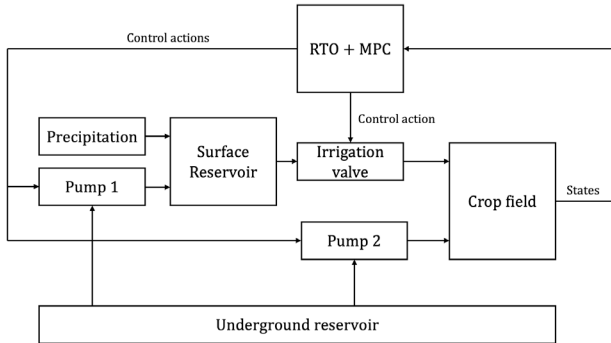 Control actions
RTO + MPC
Control action
Precipitation
Surface
Reservoir
Irrigation
valve
Pump 1
Crop field
States
Pump 2
Underground reservoir